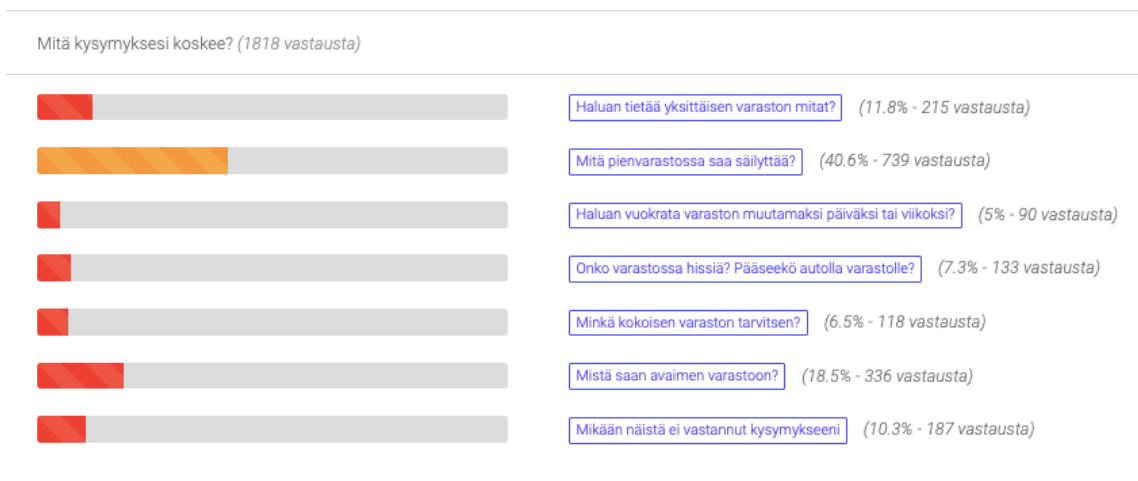 Mitä kysymyksesi koskee? (1818 vastausta)
Haluan tietää yksittäisen varaston mitat? (11.8% - 215 vastausta)
Mitä pienvarastossa saa säilyttää? (40.6% - 739 vastausta)
Haluan vuokrata varaston muutamaksi päiväksi tai viikoksi? (5% - 90 vastausta)
Onko varastossa hissiä? Pääseekö autolla varastolle? (7.3% - 133 vastausta)
Minkä kokoisen varaston tarvitsen? (6.5% - 118 vastausta)
Mistä saan avaimen varastoon? (18.5% - 336 vastausta)
Mikään näistä ei vastannut kysymykseeni (10.3% - 187 vastausta)